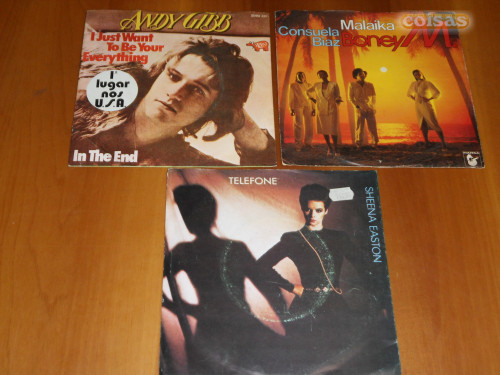 ANDY GIBB
I Just Want
To Be Your
Everything
1º
lugar
nos
U.S.A.
In The End
coisas
Malaika
Consuela
Biaz
Boney M.
TELEFONE
SHEENA EASTON